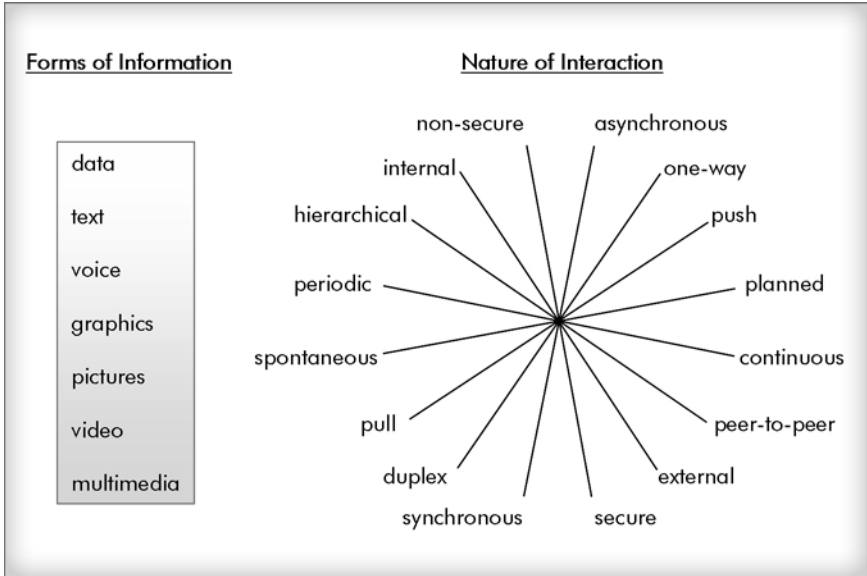 Forms of Information
data
text
voice
graphics
pictures
video
multimedia
Nature of Interaction
non-secure
asynchronous
internal
one-way
hierarchical
push
periodic
planned
spontaneous
continuous
pull
peer-to-peer
duplex
external
synchronous
secure